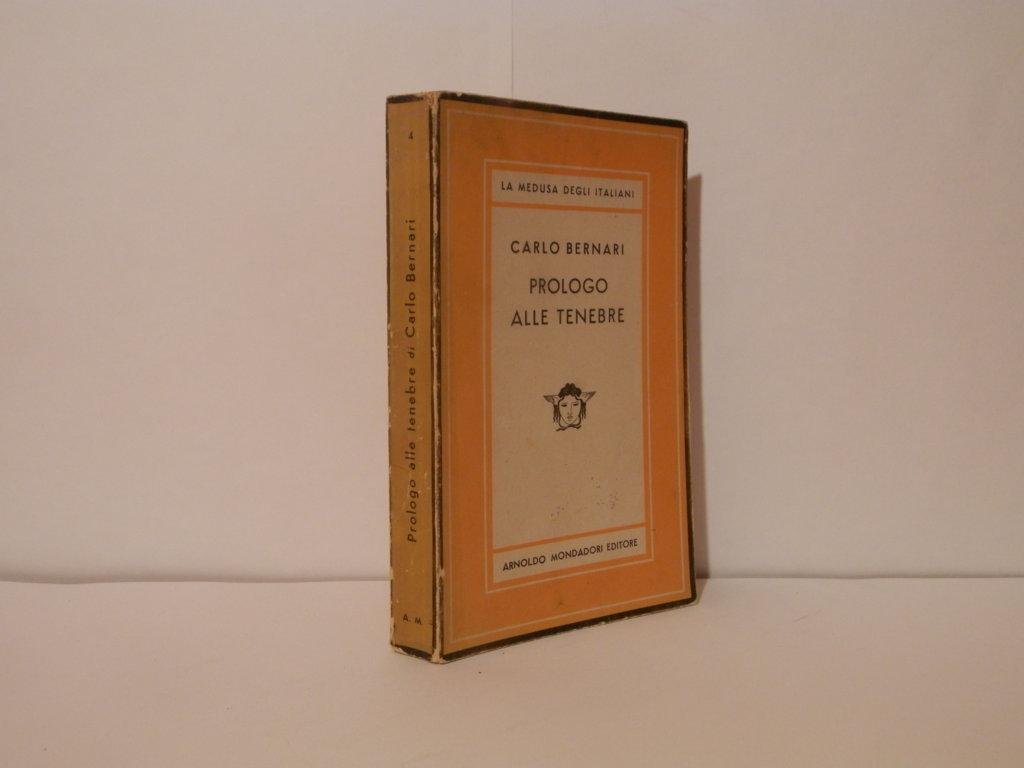 4
Prologo alle tenebre di Carlo Bernari
A. M.
LA MEDUSA DEGLI ITALIANI
CARLO BERNARI
PROLOGO
ALLE TENEBRE
ARNOLDO MONDADORI EDITORE